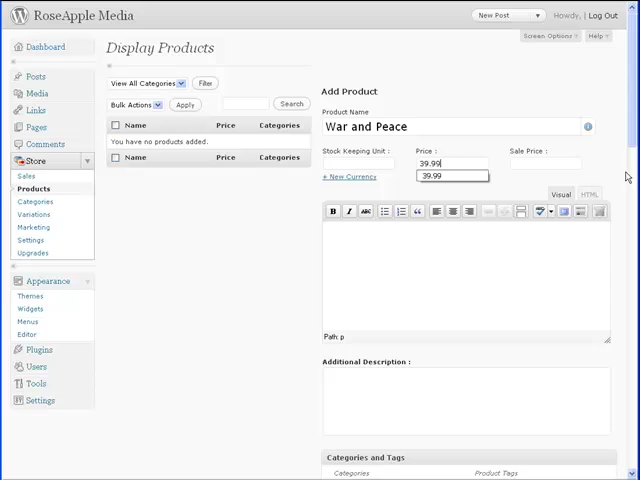 RoseApple Media
New Post
Howdy, | Log Out
Screen Options
Help
Dashboard
Posts
Media
Links
Pages
Comments
Store
Sales
Products
Categories
Variations
Marketing
Settings
Upgrades
Appearance
Themes
Widgets
Menus
Editor
Plugins
Users
Tools
Settings
Display Products
View All Categories
Filter
Bulk Actions
Apply
Search
Name Price Categories
You have no products added.
Name Price Categories
Add Product
Product Name
War and Peace
Stock Keeping Unit : Price : Sale Price :
39.99
39.99
+ New Currency
Visual HTML
B I ABC
Path: p
Additional Description :
Categories and Tags
Categories Product Tags